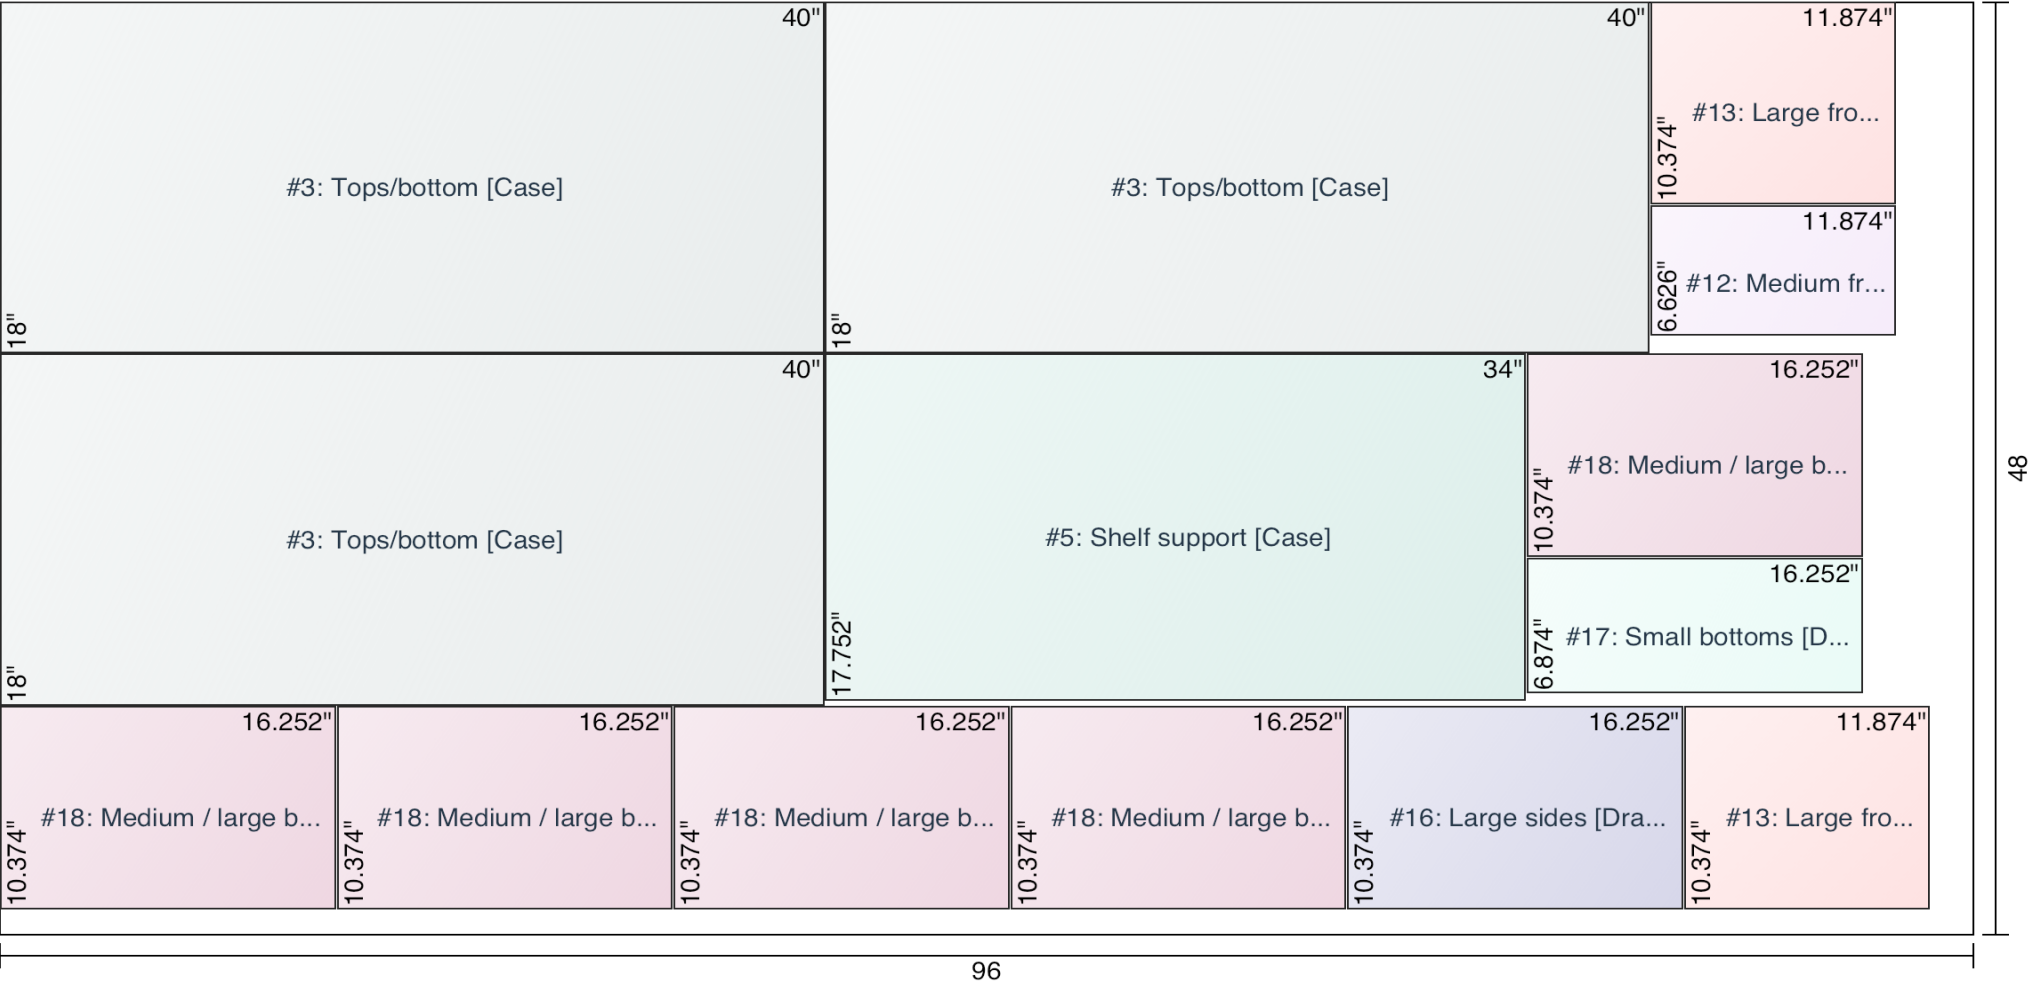 40"
#3: Tops/bottom [Case]
18"
40"
#3: Tops/bottom [Case]
18"
11.874"
#13: Large fro...
10.374"
11.874"
#12: Medium fr...
6.626"
40"
#3: Tops/bottom [Case]
18"
34"
#5: Shelf support [Case]
17.752"
16.252"
#18: Medium / large b...
10.374"
16.252"
#17: Small bottoms [D...
6.874"
16.252"
#18: Medium / large b...
10.374"
16.252"
#18: Medium / large b...
10.374"
16.252"
#18: Medium / large b...
10.374"
16.252"
#18: Medium / large b...
10.374"
16.252"
#16: Large sides [Dra...
10.374"
11.874"
#13: Large fro...
10.374"
48
96